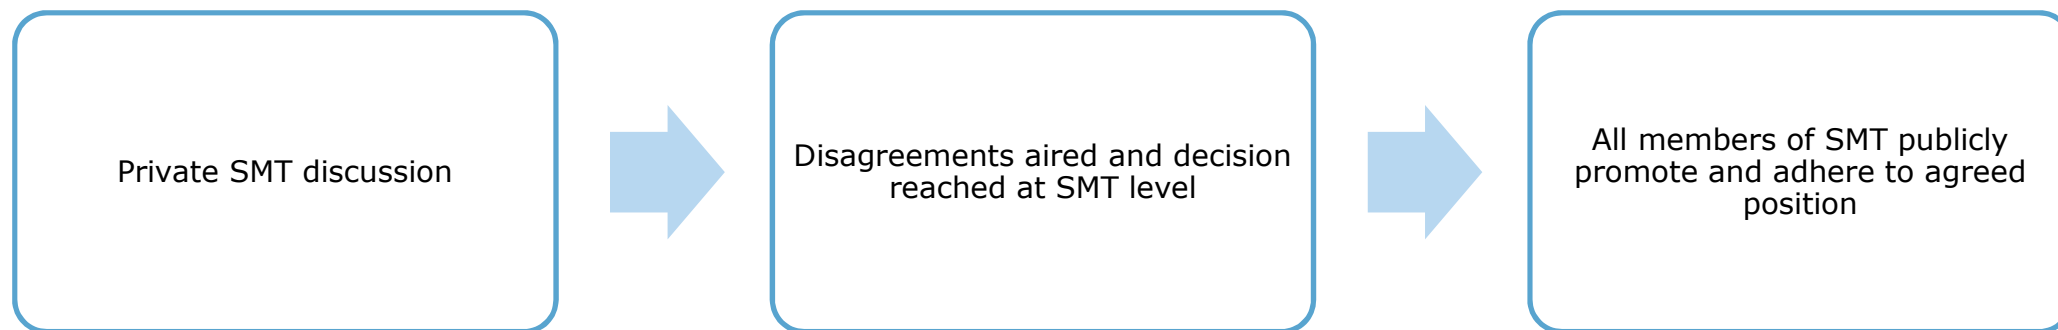 Private SMT discussion
Disagreements aired and decision
reached at SMT level
All members of SMT publicly
promote and adhere to agreed
position